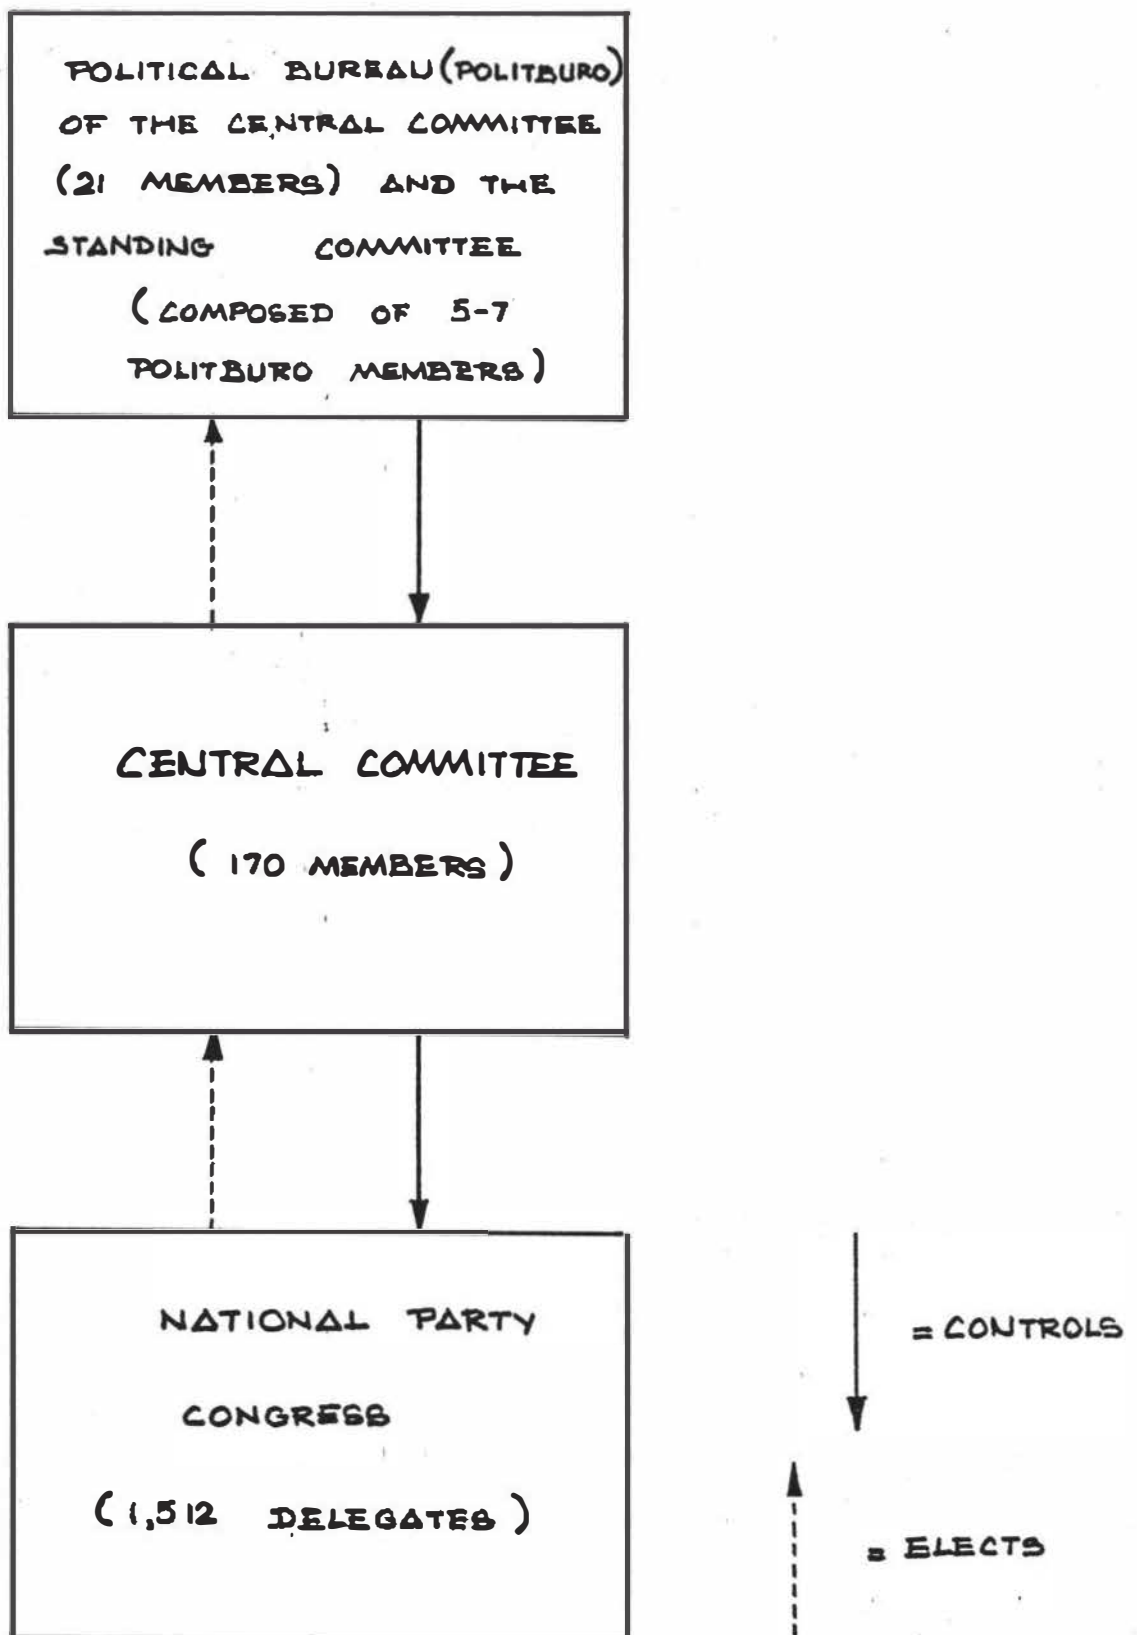 POLITICAL BUREAU (POLITBURO)
OF THE CENTRAL COMMITTEE
(21 MEMBERS) AND THE
STANDING COMMITTEE
(COMPOSED OF 5-7
POLITBURO MEMBERS)
CENTRAL COMMITTEE
(170 MEMBERS)
NATIONAL PARTY
CONGRESS
(1,512 DELEGATES)
= CONTROLS
= ELECTS